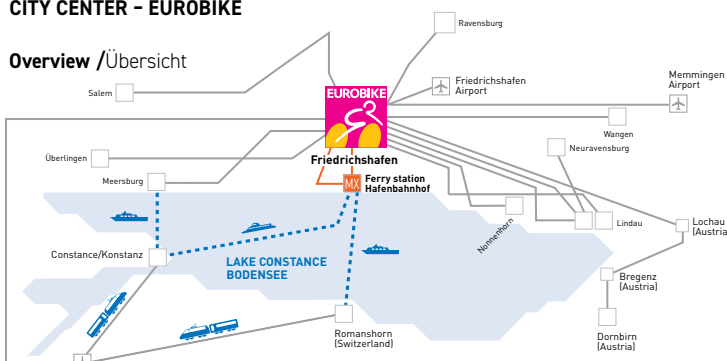 CITY CENTER – EUROBIKE
Overview /Übersicht
Ravensburg
Salem
Friedrichshafen
Airport
Memmingen
Airport
EUROBIKE
Wangen
Überlingen
Friedrichshafen
Neuravensburg
Meersburg
MX
Ferry station
Hafenbahnhof
Nonnenhorn
Lindau
Lochau
(Austria
Constance/Konstanz
LAKE CONSTANCE
BODENSEE
Bregenz
(Austria)
Romanshorn
(Switzerland)
Dornbirn
(Austria)